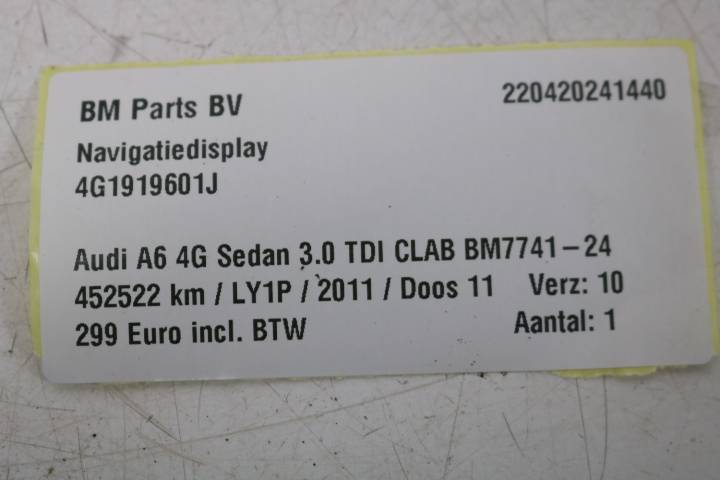 BM Parts BV 220420241440
Navigatiedisplay
4G1919601J
Audi A6 4G Sedan 3.0 TDI CLAB BM7741-24
452522 km / LY1P / 2011 / Doos 11 Verz: 10
299 Euro incl. BTW Aantal: 1